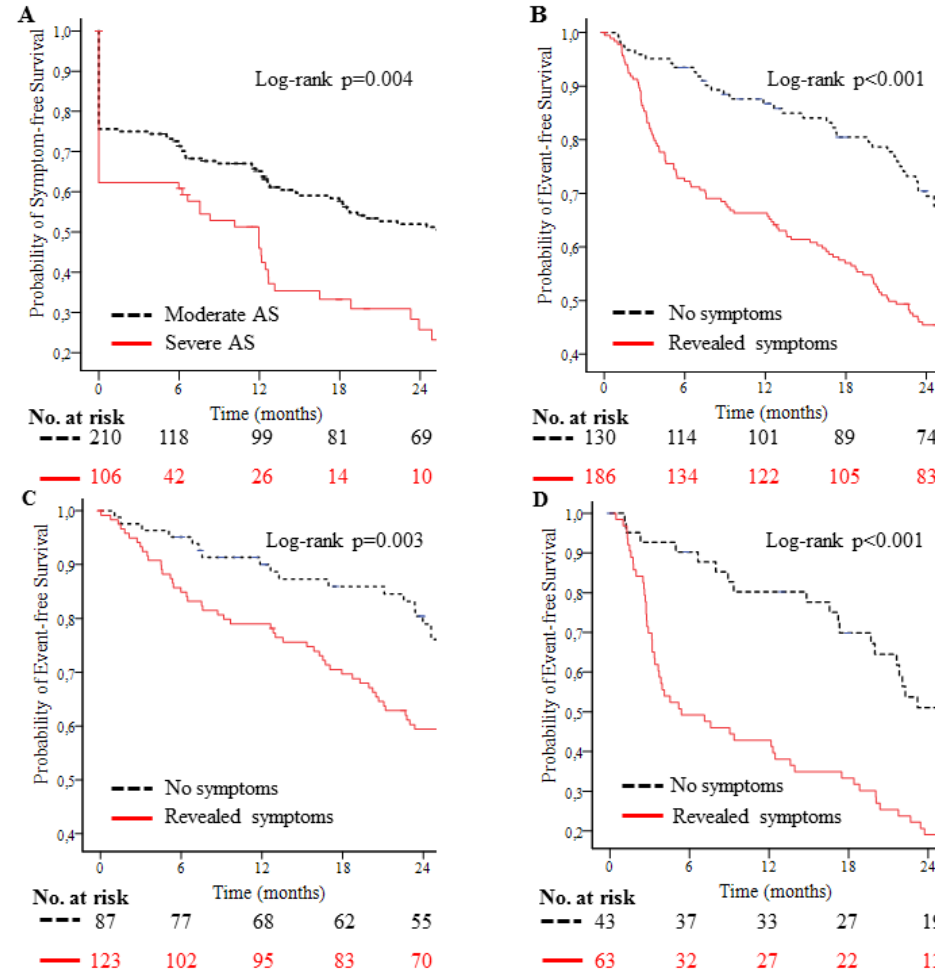 A
Probability of Symptom-free Survival
1,0
0,9
0,8
0,7
0,6
0,5
0,4
0,3
0,2
Log-rank p=0.004
Moderate AS
Severe AS
0 6 12 18 24
Time (months)
No. at risk
210 118 99 81 69
106 42 26 14 10
B
Probability of Event-free Survival
1,0
0,9
0,8
0,7
0,6
0,5
0,4
Log-rank p<0.001
No symptoms
Revealed symptoms
0 6 12 18 24
Time (months)
No. at risk
130 114 101 89 74
186 134 122 105 83
C
Probability of Event-free Survival
1,0
0,9
0,8
0,7
0,6
0,5
0,4
Log-rank p=0.003
No symptoms
Revealed symptoms
0 6 12 18 24
Time (months)
No. at risk
87 77 68 62 55
123 102 95 83 70
D
Probability of Event-free Survival
1,0
0,9
0,8
0,7
0,6
0,5
0,4
0,3
0,2
Log-rank p<0.001
No symptoms
Revealed symptoms
0 6 12 18 24
Time (months)
No. at risk
43 37 33 27
63 32 27 22